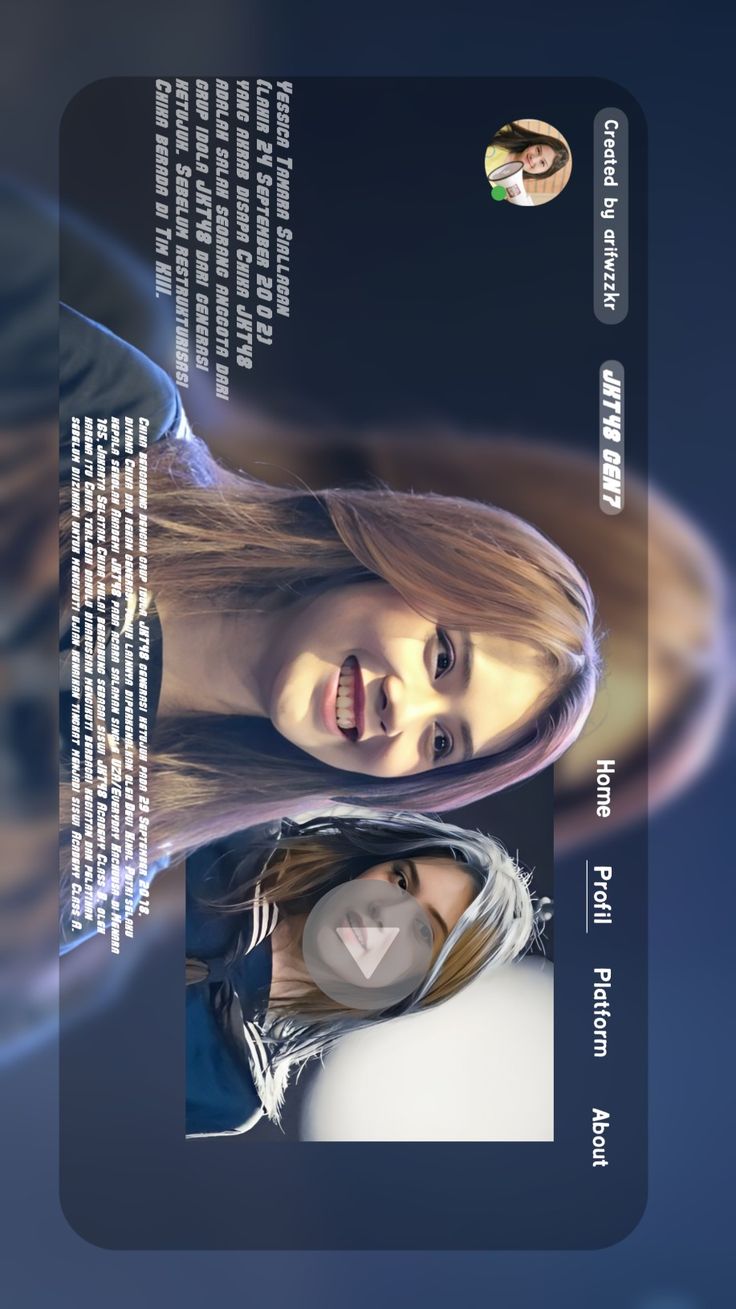 Created by arifwzzkr
JKT48 GEN7
Home
Profil
Platform
About
Yessica Tamara Siallagan
(lahir 24 September 20 0 2)
yang akrab disapa Chika JKT48
adalah salah seorang anggota dari
grup idola JKT48 dari generasi
ketujuh. Sebelum restrukturisasi
Chika berada di Tim KIII.
Chika bergabung dengan grup idola JKT48 generasi ketujuh pada 29 September 2018,
dimana Chika dan rekan generasi tujuh lainnya diperkenalkan oleh Devi Kinal Putri selaku
kepala sekolah Akademi JKT48 pada acara salaman single UZA/Everyday Kachuusa di Menara
165, Jakarta Selatan. Chika mulai bergabung sebagai siswi JKT48 Academy Class B, oleh
karena itu Chika terlebih dahulu diharuskan mengikuti berbagai kegiatan dan pelatihan
sebelum diizinkan untuk mengikuti ujian kenaikan tingkat menjadi siswi Academy Class A.